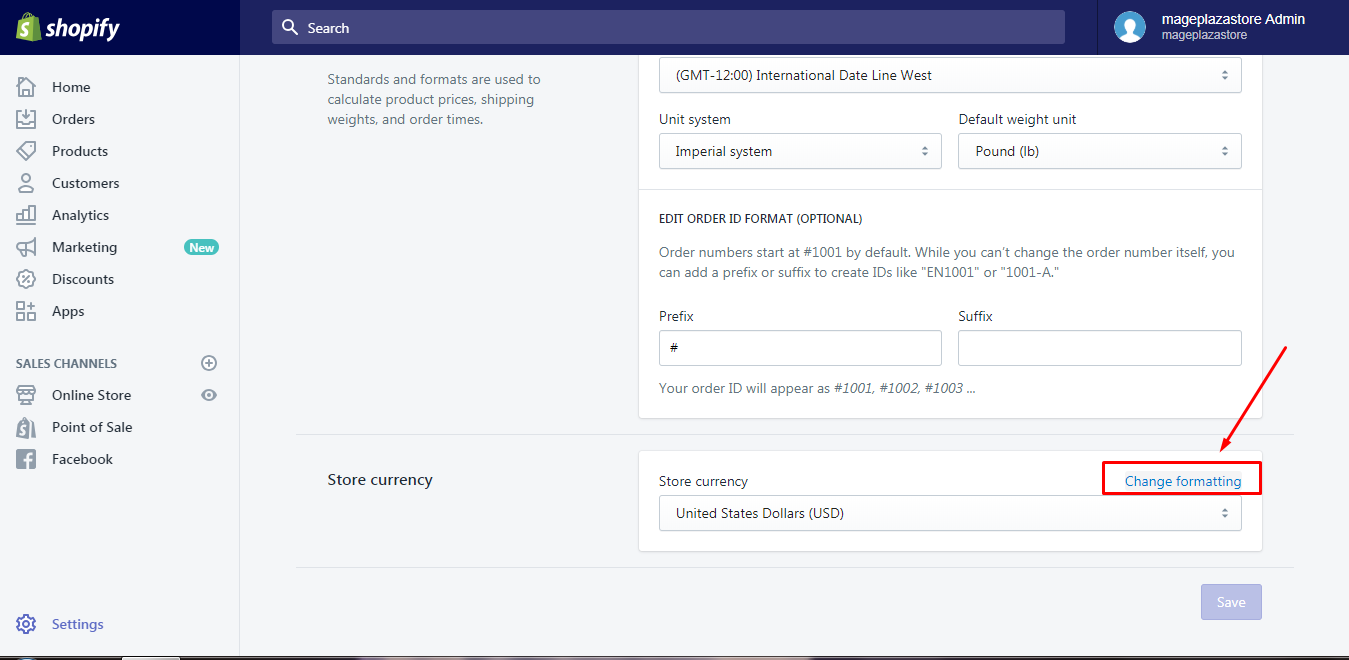 shopify
Search
mageplazastore Admin
mageplazastore
Home
Orders
Products
Customers
Analytics
Marketing New
Discounts
Apps
SALES CHANNELS
Online Store
Point of Sale
Facebook
Settings
Standards and formats are used to
calculate product prices, shipping
weights, and order times.
(GMT-12:00) International Date Line West
Unit system Default weight unit
Imperial system Pound (lb)
EDIT ORDER ID FORMAT (OPTIONAL)
Order numbers start at #1001 by default. While you can’t change the order number itself, you
can add a prefix or suffix to create IDs like "EN1001" or "1001-A."
Prefix Suffix
#
Your order ID will appear as #1001, #1002, #1003 ...
Store currency
Store currency Change formatting
United States Dollars (USD)
Save